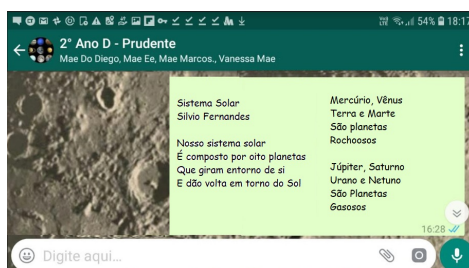 54% 18:17
2° Ano D - Prudente
Mae Do Diego, Mae Ee, Mae Marcos., Vanessa Mae
Sistema Solar
Silvio Fernandes
Nosso sistema solar
É composto por oito planetas
Que giram entorno de si
E dão volta em torno do Sol
Mercúrio, Vênus
Terra e Marte
São planetas
Rochoosos
Júpiter, Saturno
Urano e Netuno
São Planetas
Gasosos
16:28
Digite aqui...